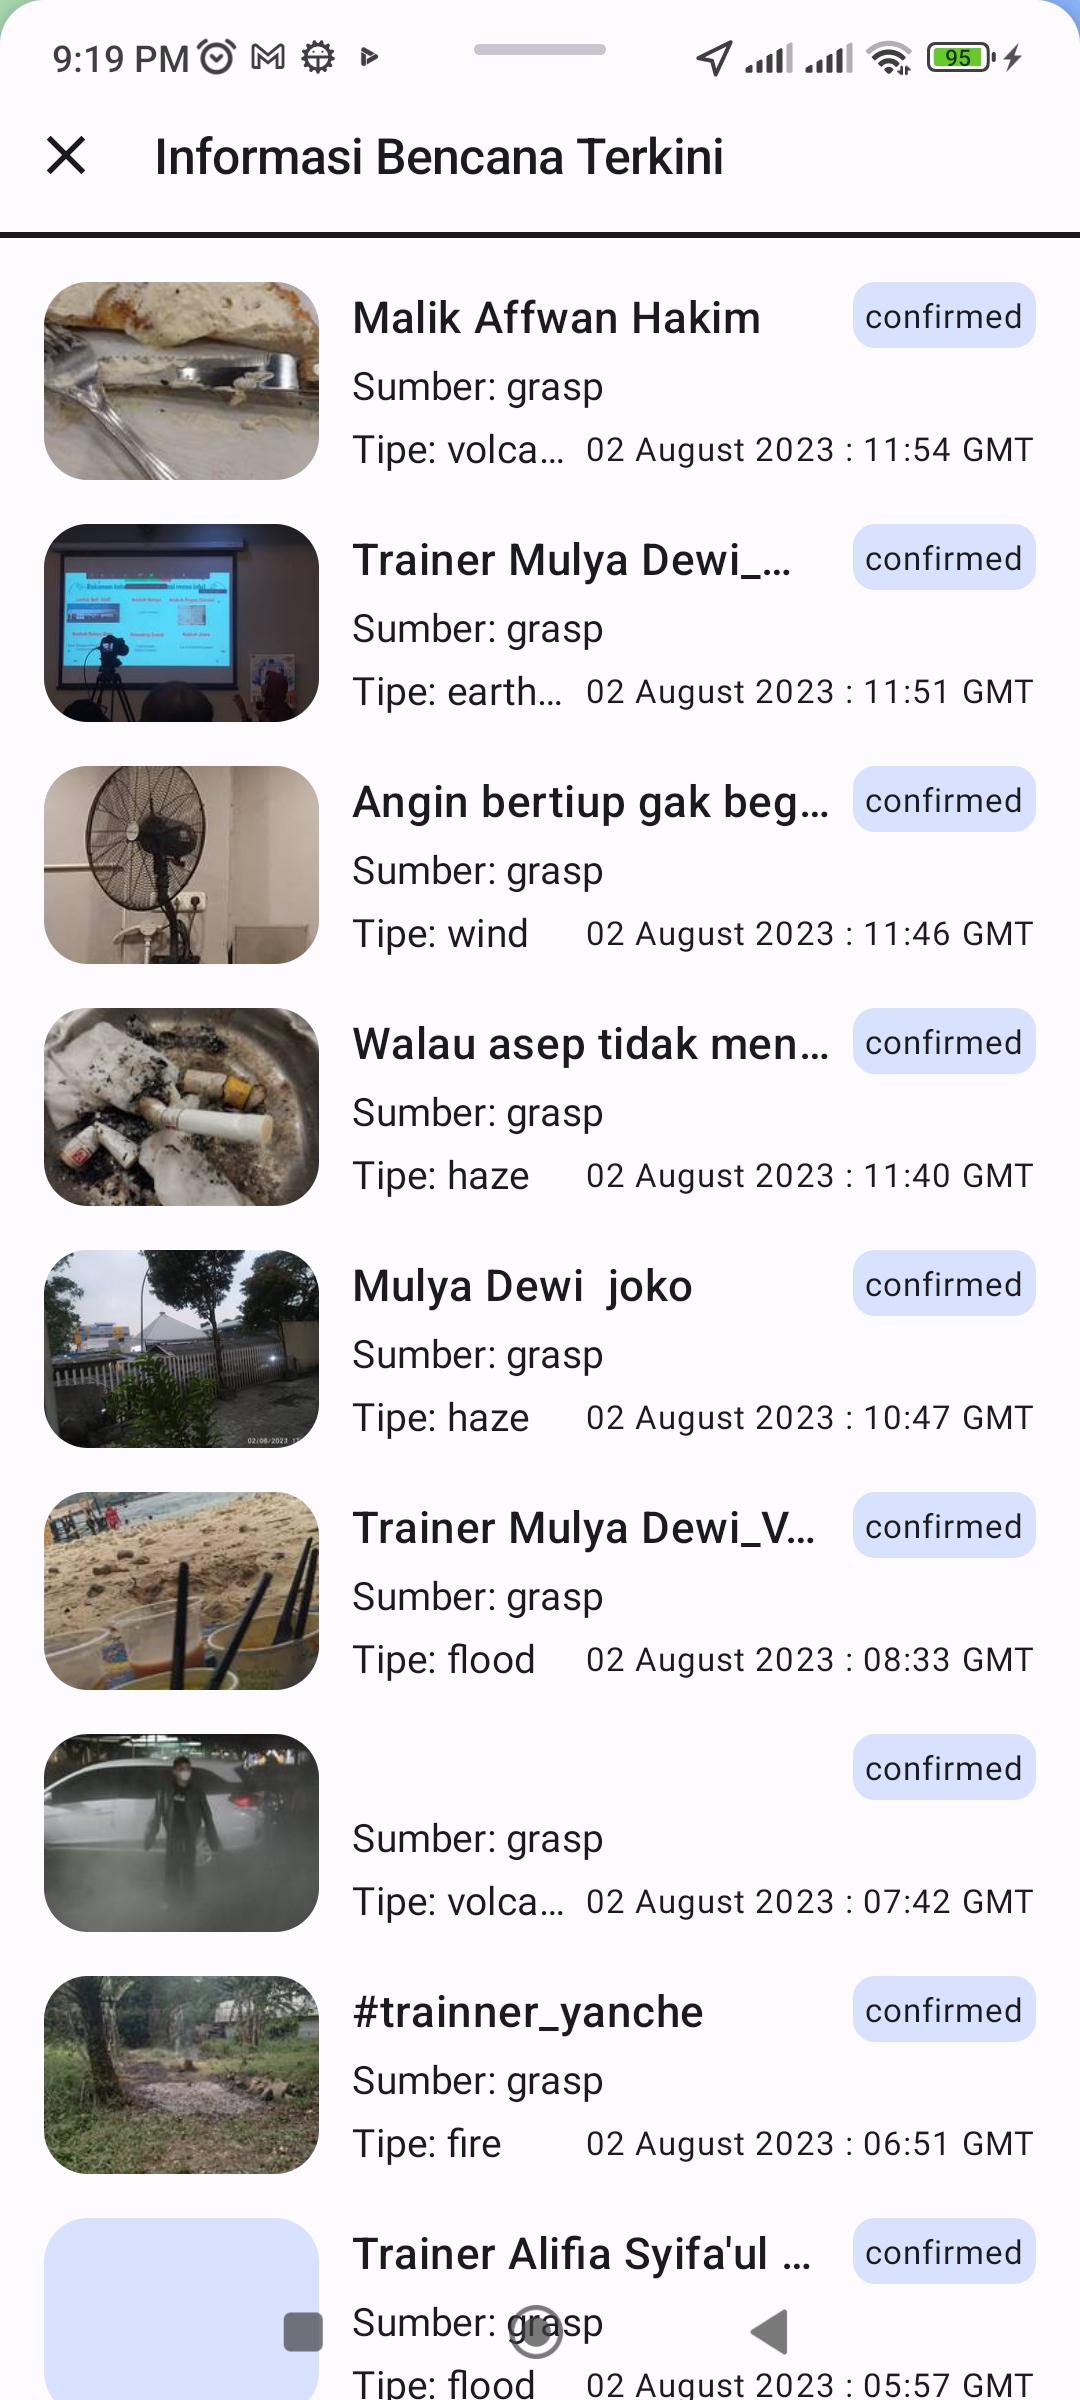 9:19 PM
95
Informasi Bencana Terkini
Malik Affwan Hakim
confirmed
Sumber: grasp
Tipe: volca... 02 August 2023 : 11:54 GMT
Trainer Mulya Dewi_...
confirmed
Sumber: grasp
Tipe: earth... 02 August 2023 : 11:51 GMT
Angin bertiup gak beg...
confirmed
Sumber: grasp
Tipe: wind 02 August 2023 : 11:46 GMT
Walau asep tidak men...
confirmed
Sumber: grasp
Tipe: haze 02 August 2023 : 11:40 GMT
Mulya Dewi  joko
confirmed
Sumber: grasp
Tipe: haze 02 August 2023 : 10:47 GMT
Trainer Mulya Dewi_V...
confirmed
Sumber: grasp
Tipe: flood 02 August 2023 : 08:33 GMT
confirmed
Sumber: grasp
Tipe: volca... 02 August 2023 : 07:42 GMT
#trainner_yanche
confirmed
Sumber: grasp
Tipe: fire 02 August 2023 : 06:51 GMT
Trainer Alifia Syifa'ul ...
confirmed
Sumber: grasp
Tipe: flood 02 August 2023 : 05:57 GMT